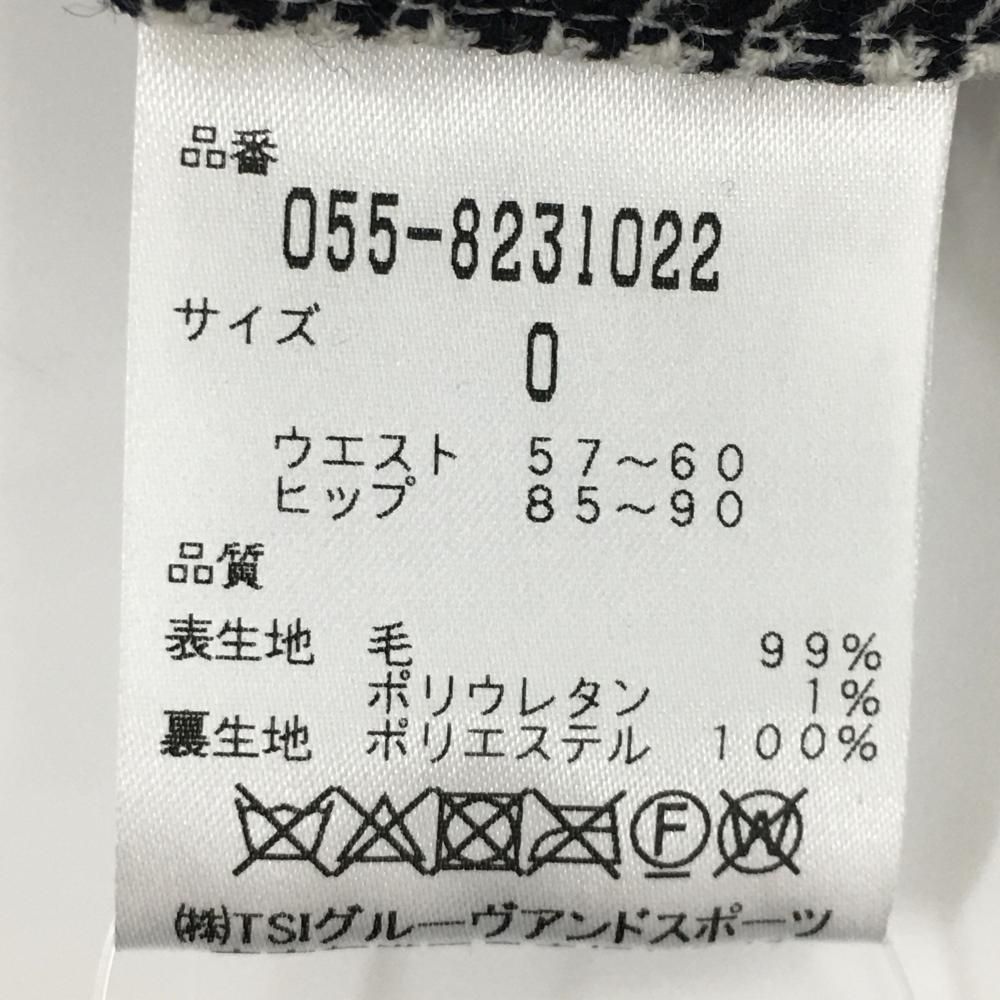 品番
055-8231022
サイズ
0
ウエスト 57～60
ヒップ 85～90
品質
表生地 毛 99%
ポリウレタン 1%
裏生地 ポリエステル 100%
F W
㈱TSIグルーヴアンドスポーツ